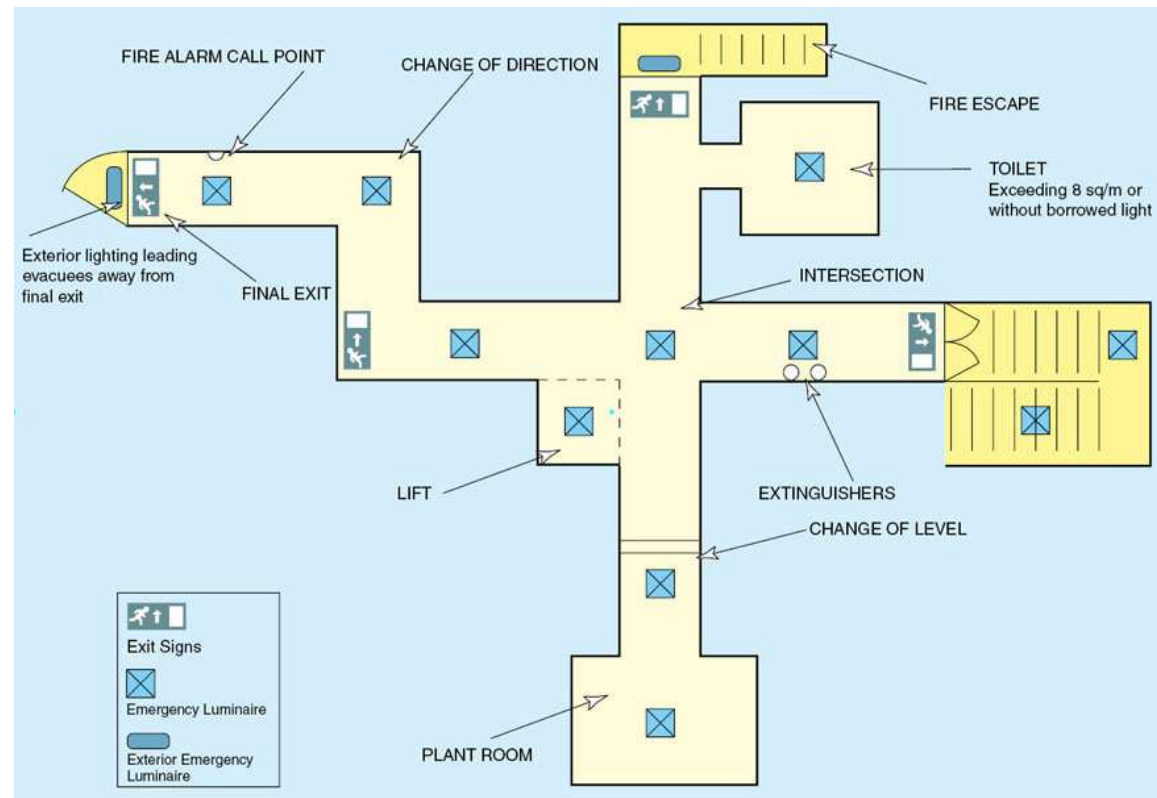 FIRE ALARM CALL POINT
CHANGE OF DIRECTION
FIRE ESCAPE
TOILET
Exceeding 8 sq/m or
without borrowed light
Exterior lighting leading
evacuees away from
final exit
FINAL EXIT
INTERSECTION
LIFT
EXTINGUISHERS
CHANGE OF LEVEL
PLANT ROOM
Exit Signs
Emergency Luminaire
Exterior Emergency
Luminaire